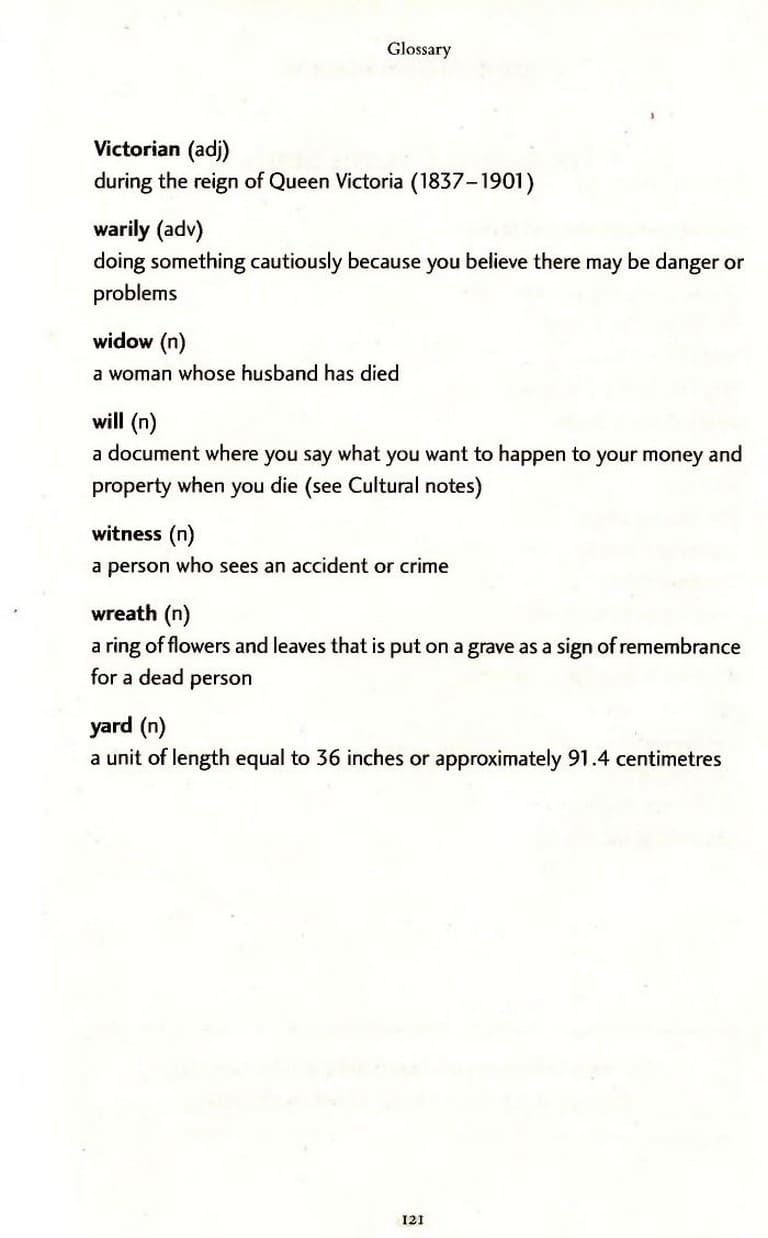 Glossary
Victorian (adj)
during the reign of Queen Victoria (1837–1901)
warily (adv)
doing something cautiously because you believe there may be danger or
problems
widow (n)
a woman whose husband has died
will (n)
a document where you say what you want to happen to your money and
property when you die (see Cultural notes)
witness (n)
a person who sees an accident or crime
wreath (n)
a ring of flowers and leaves that is put on a grave as a sign of remembrance
for a dead person
yard (n)
a unit of length equal to 36 inches or approximately 91.4 centimetres
121